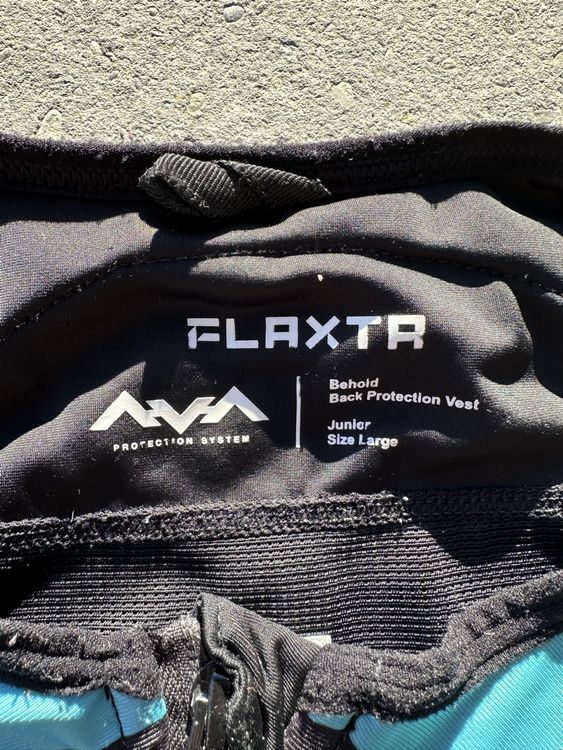 FLAXTR
AVA
PROTECTION SYSTEM
Behold
Back Protection Vest
Junior
Size Large